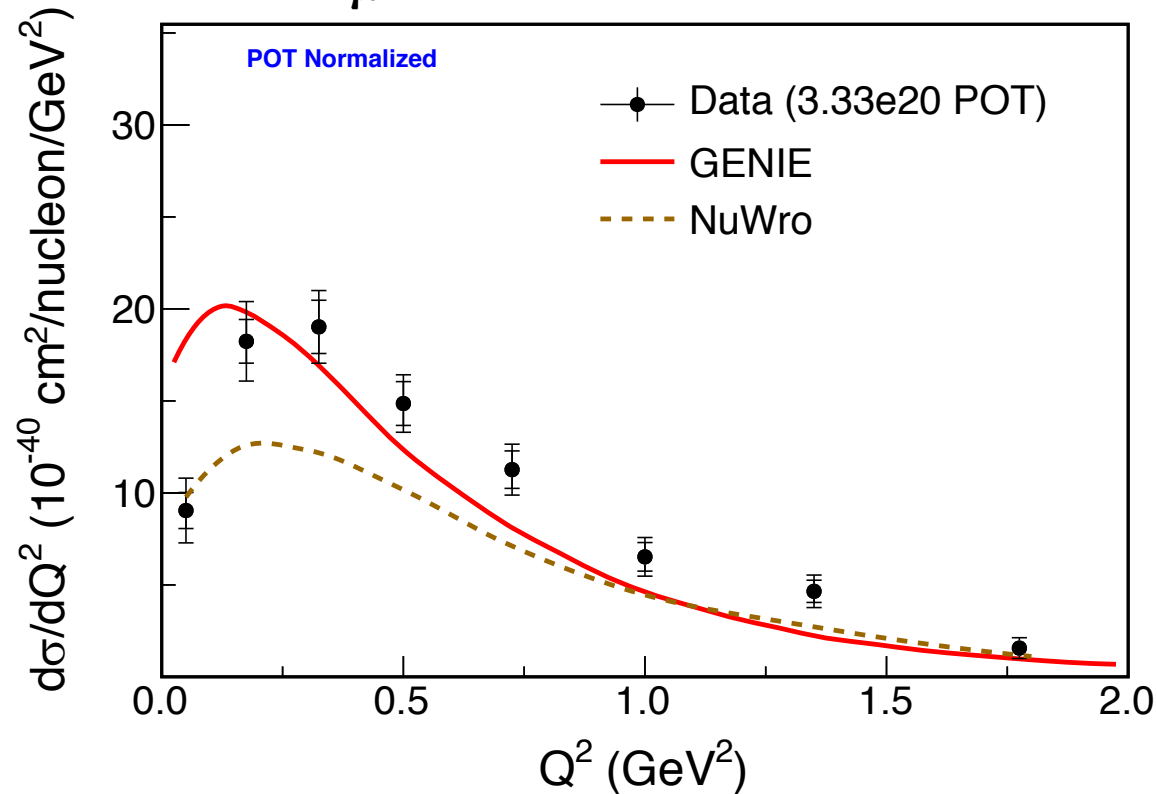 POT Normalized
Data (3.33e20 POT)
GENIE
NuWro
dσ/dQ² (10⁻⁴⁰ cm²/nucleon/GeV²)
30
20
10
0.0 0.5 1.0 1.5 2.0
Q² (GeV²)